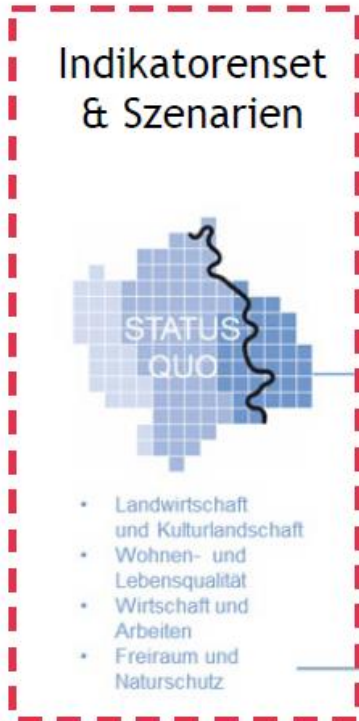 Indikatorenset
& Szenarien
STATUS
QUO
• Landwirtschaft
und Kulturlandschaft
• Wohnen- und
Lebensqualität
• Wirtschaft und
Arbeiten
• Freiraum und
Naturschutz